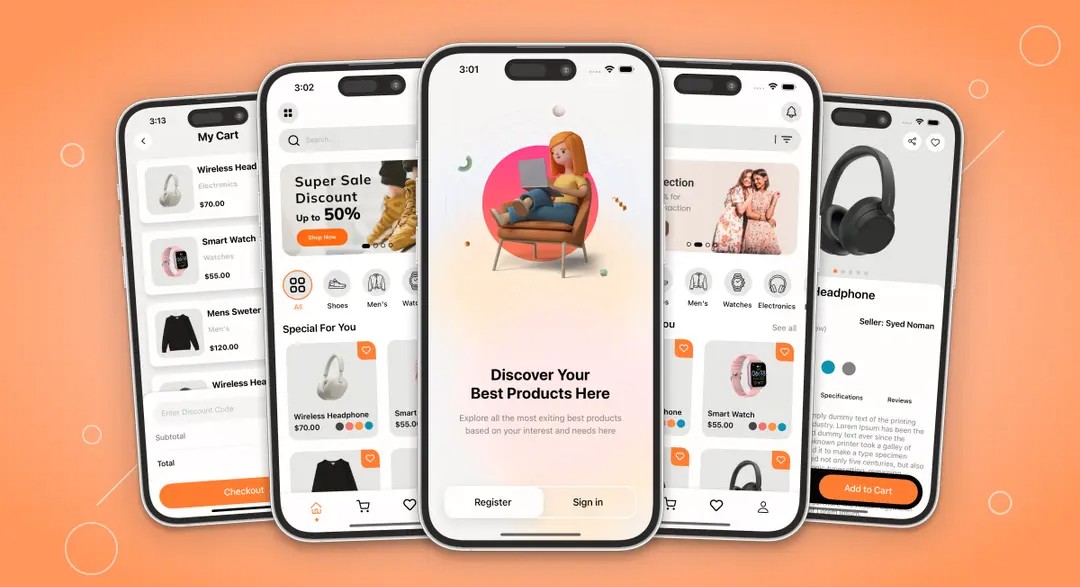 3:13
My Cart
Wireless Head
Electronics
$70.00
Smart Watch
Watches
$55.00
Mens Sweter
Men's
$120.00
Wireless Hea
Enter Discount Code
Subtotal
Total
Checkout
3:02
Search...
Super Sale
Discount
Up to 50%
Shop Now
All
Shoes
Men's
Watc
Special For You
Wireless Headphone
$70.00
Smart
$55.0
3:01
Discover Your
Best Products Here
Explore all the most exiting best products
based on your interest and needs here
Register
Sign in
ection
& for
action
Men's
Watches
Electronics
ou
See all
hone
Smart Watch
$55.00
Headphone
Seller: Syed Noman
ow)
Specifications
Reviews
mply dummy text of the printing
dustry. Lorem Ipsum has been the
d dummy text ever since the
known printer took a galley of
d it to make a type specimen
ed not only five centuries, but also
Add to Cart